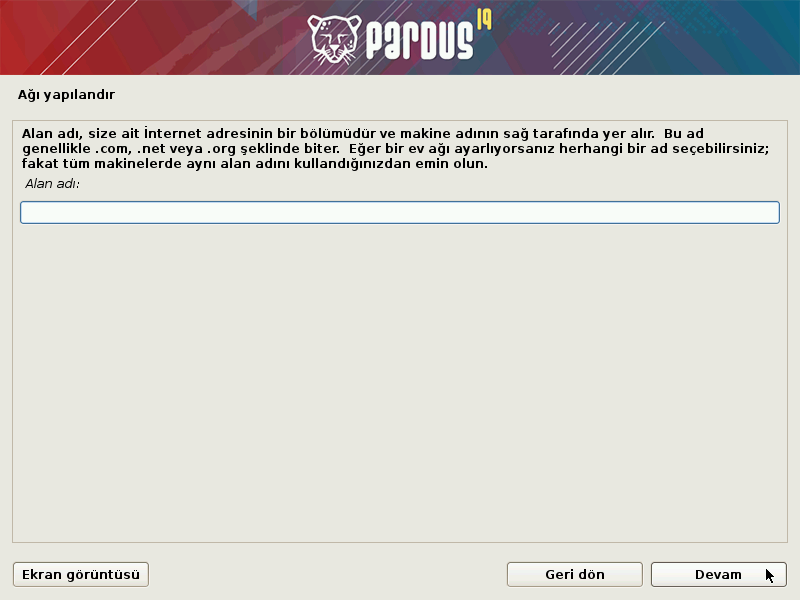 pardus 19
Ağı yapılandır
Alan adı, size ait İnternet adresinin bir bölümüdür ve makine adının sağ tarafında yer alır.  Bu ad
genellikle .com, .net veya .org şeklinde biter.  Eğer bir ev ağı ayarlıyorsanız herhangi bir ad seçebilirsiniz;
fakat tüm makinelerde aynı alan adını kullandığınızdan emin olun.
Alan adı:
Ekran görüntüsü
Geri dön
Devam